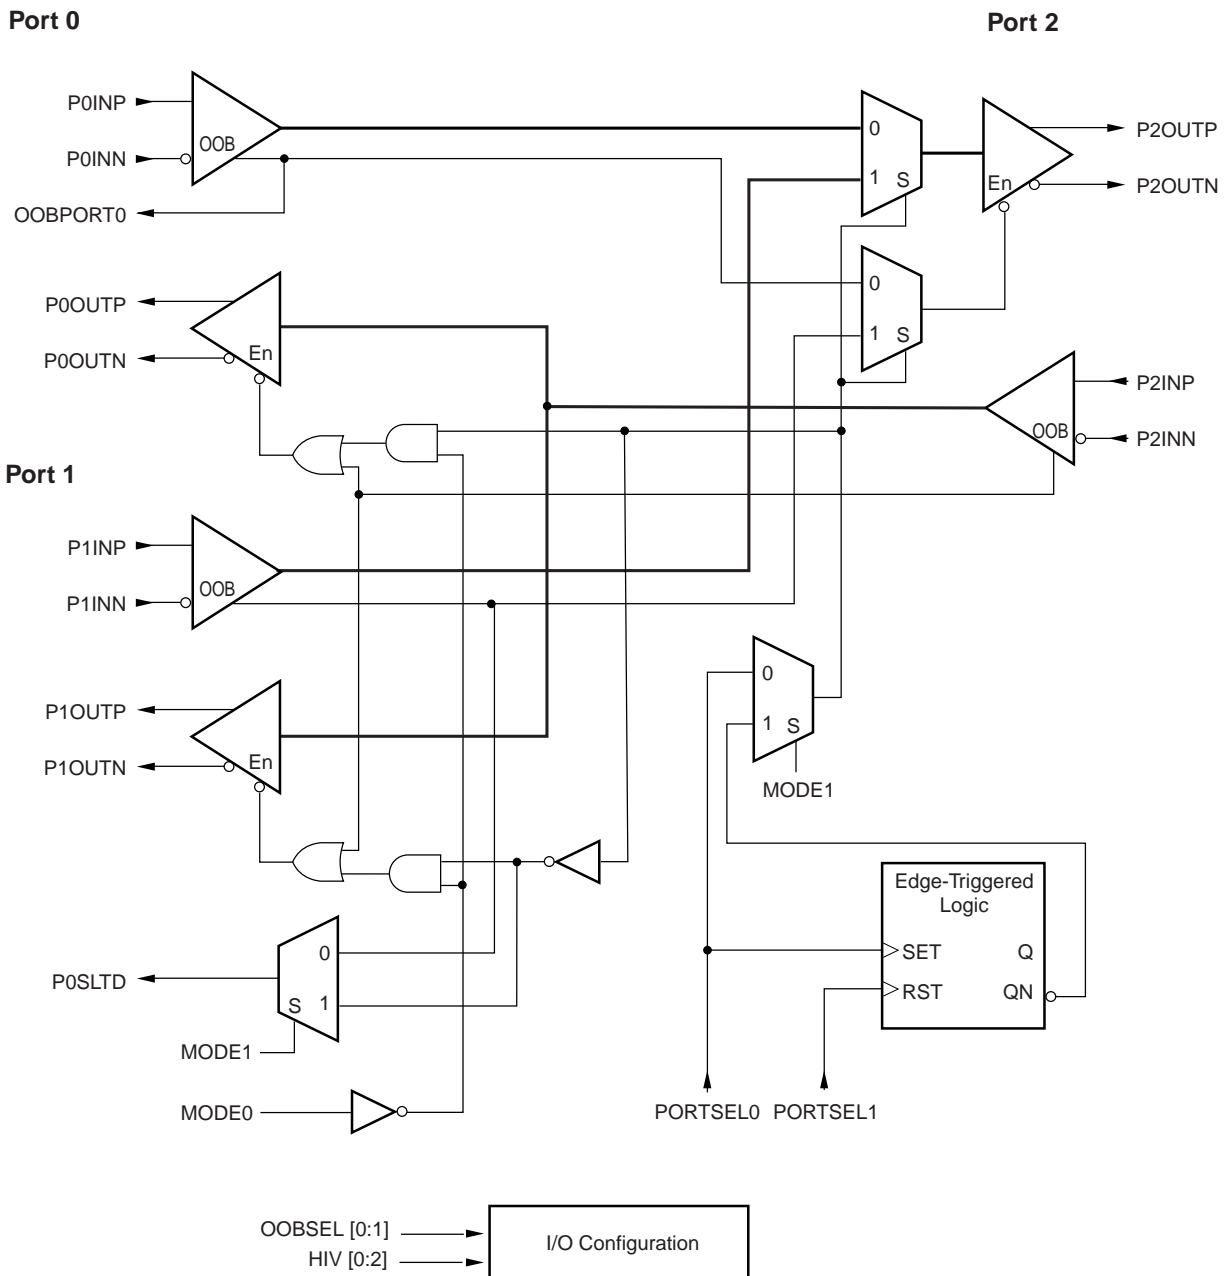 Port 0
Port 2
P0INP
OOB
P0INN
OOBPORT0
0
1
S
En
P2OUTP
P2OUTN
P0OUTP
P0OUTN
En
0
1
S
P2INP
OOB
P2INN
Port 1
P1INP
OOB
P1INN
P1OUTP
P1OUTN
En
0
1
S
MODE1
Edge-Triggered
Logic
SET
Q
RST
QN
P0SLTD
0
S
1
MODE1
MODE0
PORTSEL0
PORTSEL1
OOBSEL [0:1]
HIV [0:2]
I/O Configuration